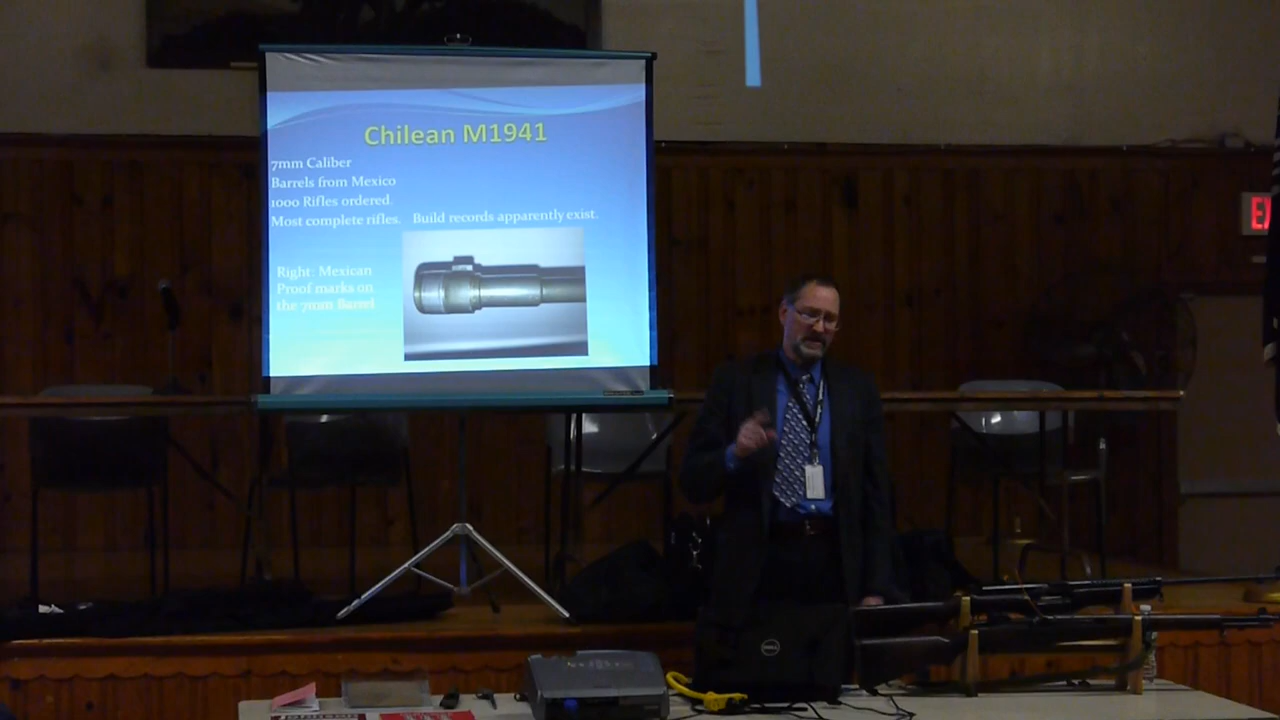 Chilean M1941
7mm Caliber
Barrels from Mexico
1000 Rifles ordered.
Most complete rifles. Build records apparently exist.
Right: Mexican
Proof marks on
the 7mm Barrel
DELL